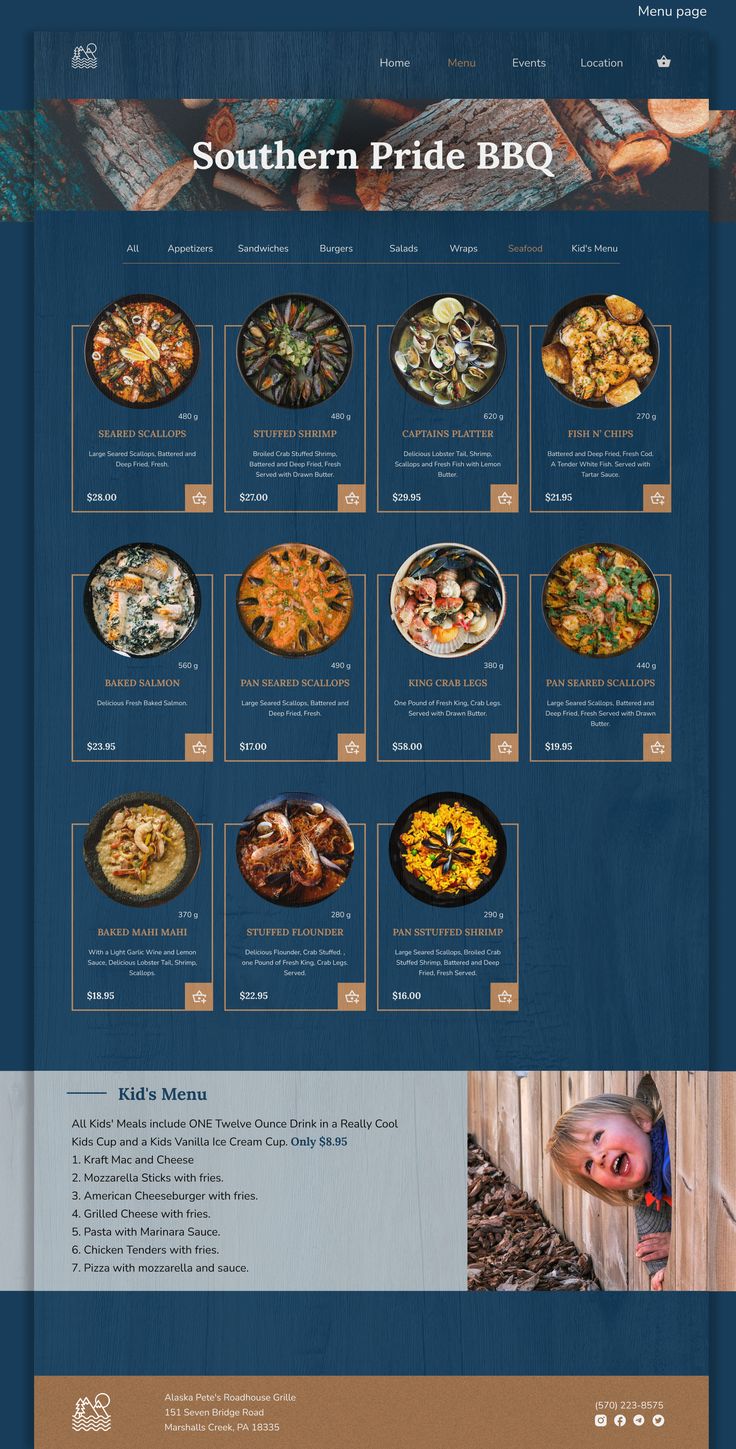 Menu page
Home Menu Events Location
Southern Pride BBQ
All Appetizers Sandwiches Burgers Salads Wraps Seafood Kid's Menu
480 g
SEARED SCALLOPS
Large Seared Scallops, Battered and
Deep Fried, Fresh.
$28.00
480 g
STUFFED SHRIMP
Broiled Crab Stuffed Shrimp,
Battered and Deep Fried, Fresh
Served with Drawn Butter.
$27.00
620 g
CAPTAINS PLATTER
Delicious Lobster Tail, Shrimp,
Scallops and Fresh Fish with Lemon
Butter.
$29.95
270 g
FISH N' CHIPS
Battered and Deep Fried, Fresh Cod.
A Tender White Fish. Served with
Tartar Sauce.
$21.95
560 g
BAKED SALMON
Delicious Fresh Baked Salmon.
$23.95
490 g
PAN SEARED SCALLOPS
Large Seared Scallops, Battered and
Deep Fried, Fresh.
$17.00
380 g
KING CRAB LEGS
One Pound of Fresh King, Crab Legs.
Served with Drawn Butter.
$58.00
440 g
PAN SEARED SCALLOPS
Large Seared Scallops, Battered and
Deep Fried, Fresh Served with Drawn
Butter.
$19.95
370 g
BAKED MAHI MAHI
With a Light Garlic Wine and Lemon
Sauce, Delicious Lobster Tail, Shrimp,
Scallops.
$18.95
280 g
STUFFED FLOUNDER
Delicious Flounder, Crab Stuffed. ,
one Pound of Fresh King, Crab Legs.
Served.
$22.95
290 g
PAN SSTUFFED SHRIMP
Large Seared Scallops, Broiled Crab
Stuffed Shrimp, Battered and Deep
Fried, Fresh Served.
$16.00
Kid's Menu
All Kids' Meals include ONE Twelve Ounce Drink in a Really Cool
Kids Cup and a Kids Vanilla Ice Cream Cup. Only $8.95
1. Kraft Mac and Cheese
2. Mozzarella Sticks with fries.
3. American Cheeseburger with fries.
4. Grilled Cheese with fries.
5. Pasta with Marinara Sauce.
6. Chicken Tenders with fries.
7. Pizza with mozzarella and sauce.
Alaska Pete's Roadhouse Grille
151 Seven Bridge Road
Marshalls Creek, PA 18335
(570) 223-8575